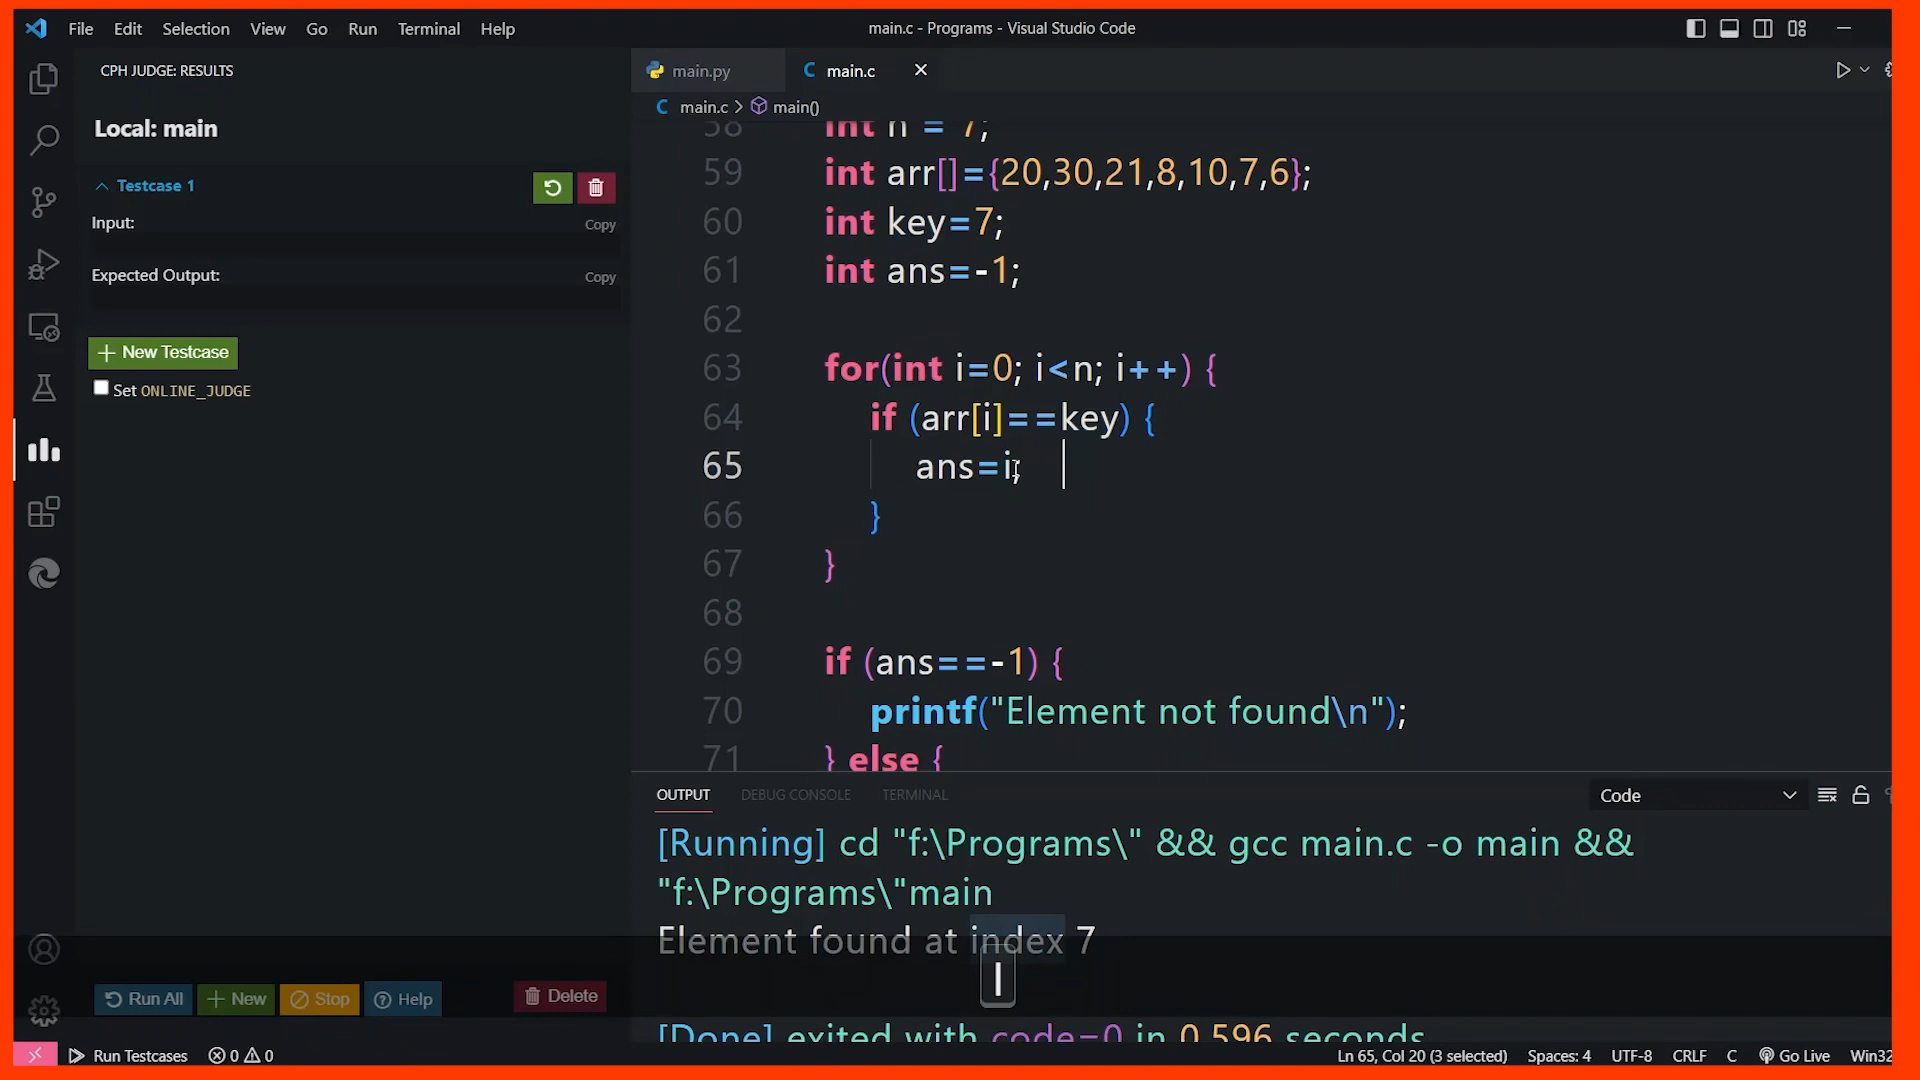 File Edit Selection View Go Run Terminal Help
main.c - Programs - Visual Studio Code
CPH JUDGE: RESULTS
Local: main
Testcase 1
Input:
Copy
Expected Output:
Copy
New Testcase
Set ONLINE_JUDGE
Run All
New
Stop
Help
Delete
main.py
main.c
main.c > main()
58 int n = 7;
59 int arr[]={20,30,21,8,10,7,6};
60 int key=7;
61 int ans=-1;
62
63 for(int i=0; i<n; i++) {
64 if (arr[i]==key) {
65 ans=i;
66 }
67 }
68
69 if (ans==-1) {
70 printf("Element not found\n");
71 } else {
OUTPUT DEBUG CONSOLE TERMINAL
Code
[Running] cd "f:\Programs\" && gcc main.c -o main &&
"f:\Programs\"main
Element found at index 7
[Done] exited with code=0 in 0.596 seconds
Run Testcases 0 0
Ln 65, Col 20 (3 selected) Spaces: 4 UTF-8 CRLF C Go Live Win32